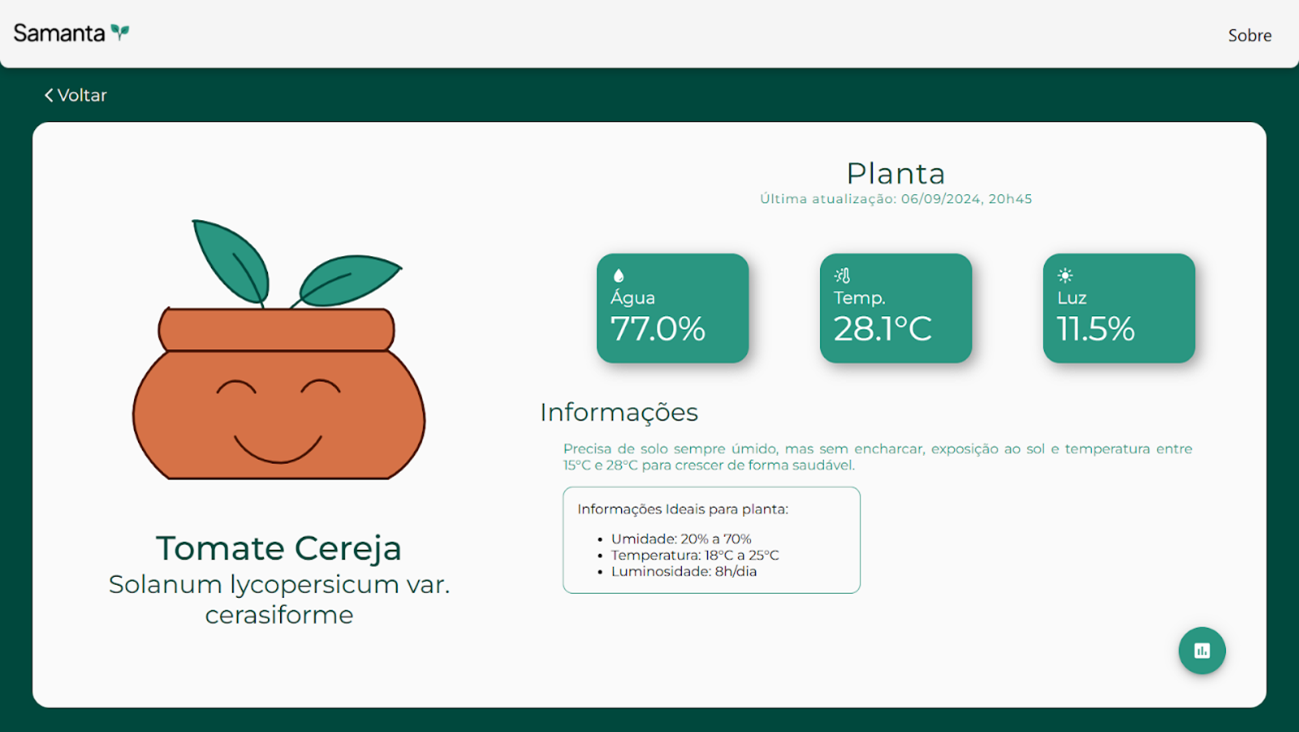 Samanta
Sobre
Voltar
Planta
Última atualização: 06/09/2024, 20h45
Água
77.0%
Temp.
28.1°C
Luz
11.5%
Informações
Precisa de solo sempre úmido, mas sem encharcar, exposição ao sol e temperatura entre
15°C e 28°C para crescer de forma saudável.
Informações Ideais para planta:
• Umidade: 20% a 70%
• Temperatura: 18°C a 25°C
• Luminosidade: 8h/dia
Tomate Cereja
Solanum lycopersicum var.
cerasiforme